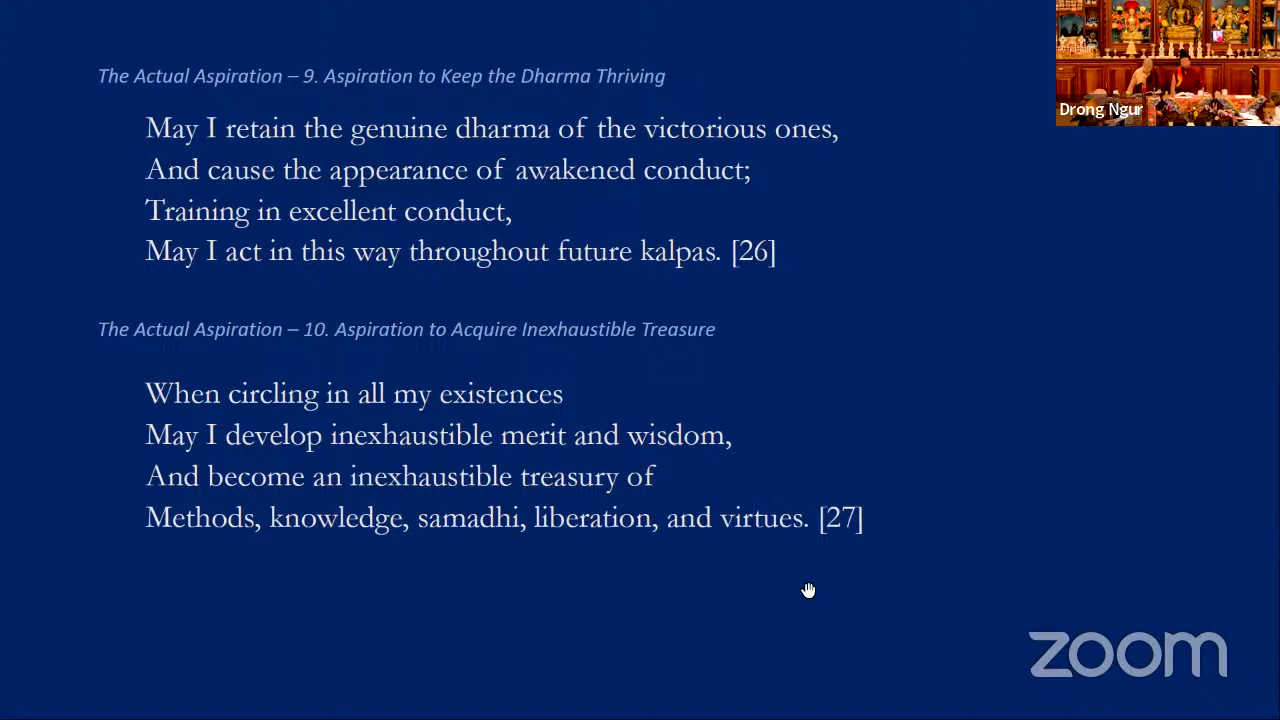 The Actual Aspiration – 9. Aspiration to Keep the Dharma Thriving
May I retain the genuine dharma of the victorious ones,
And cause the appearance of awakened conduct;
Training in excellent conduct,
May I act in this way throughout future kalpas. [26]
The Actual Aspiration – 10. Aspiration to Acquire Inexhaustible Treasure
When circling in all my existences
May I develop inexhaustible merit and wisdom,
And become an inexhaustible treasury of
Methods, knowledge, samadhi, liberation, and virtues. [27]
Drong Ngur
zoom